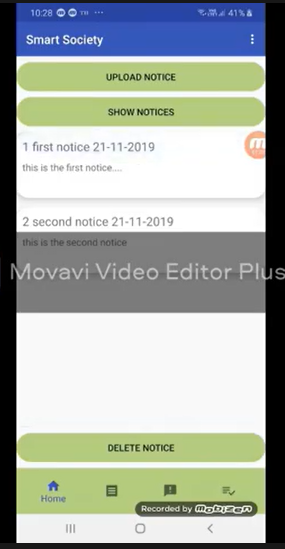 10:28
41%
Smart Society
UPLOAD NOTICE
SHOW NOTICES
1 first notice 21-11-2019
this is the first notice....
2 second notice 21-11-2019
this is the second notice
Movavi Video Editor Plus
DELETE NOTICE
Home
Recorded by MOBIZEN